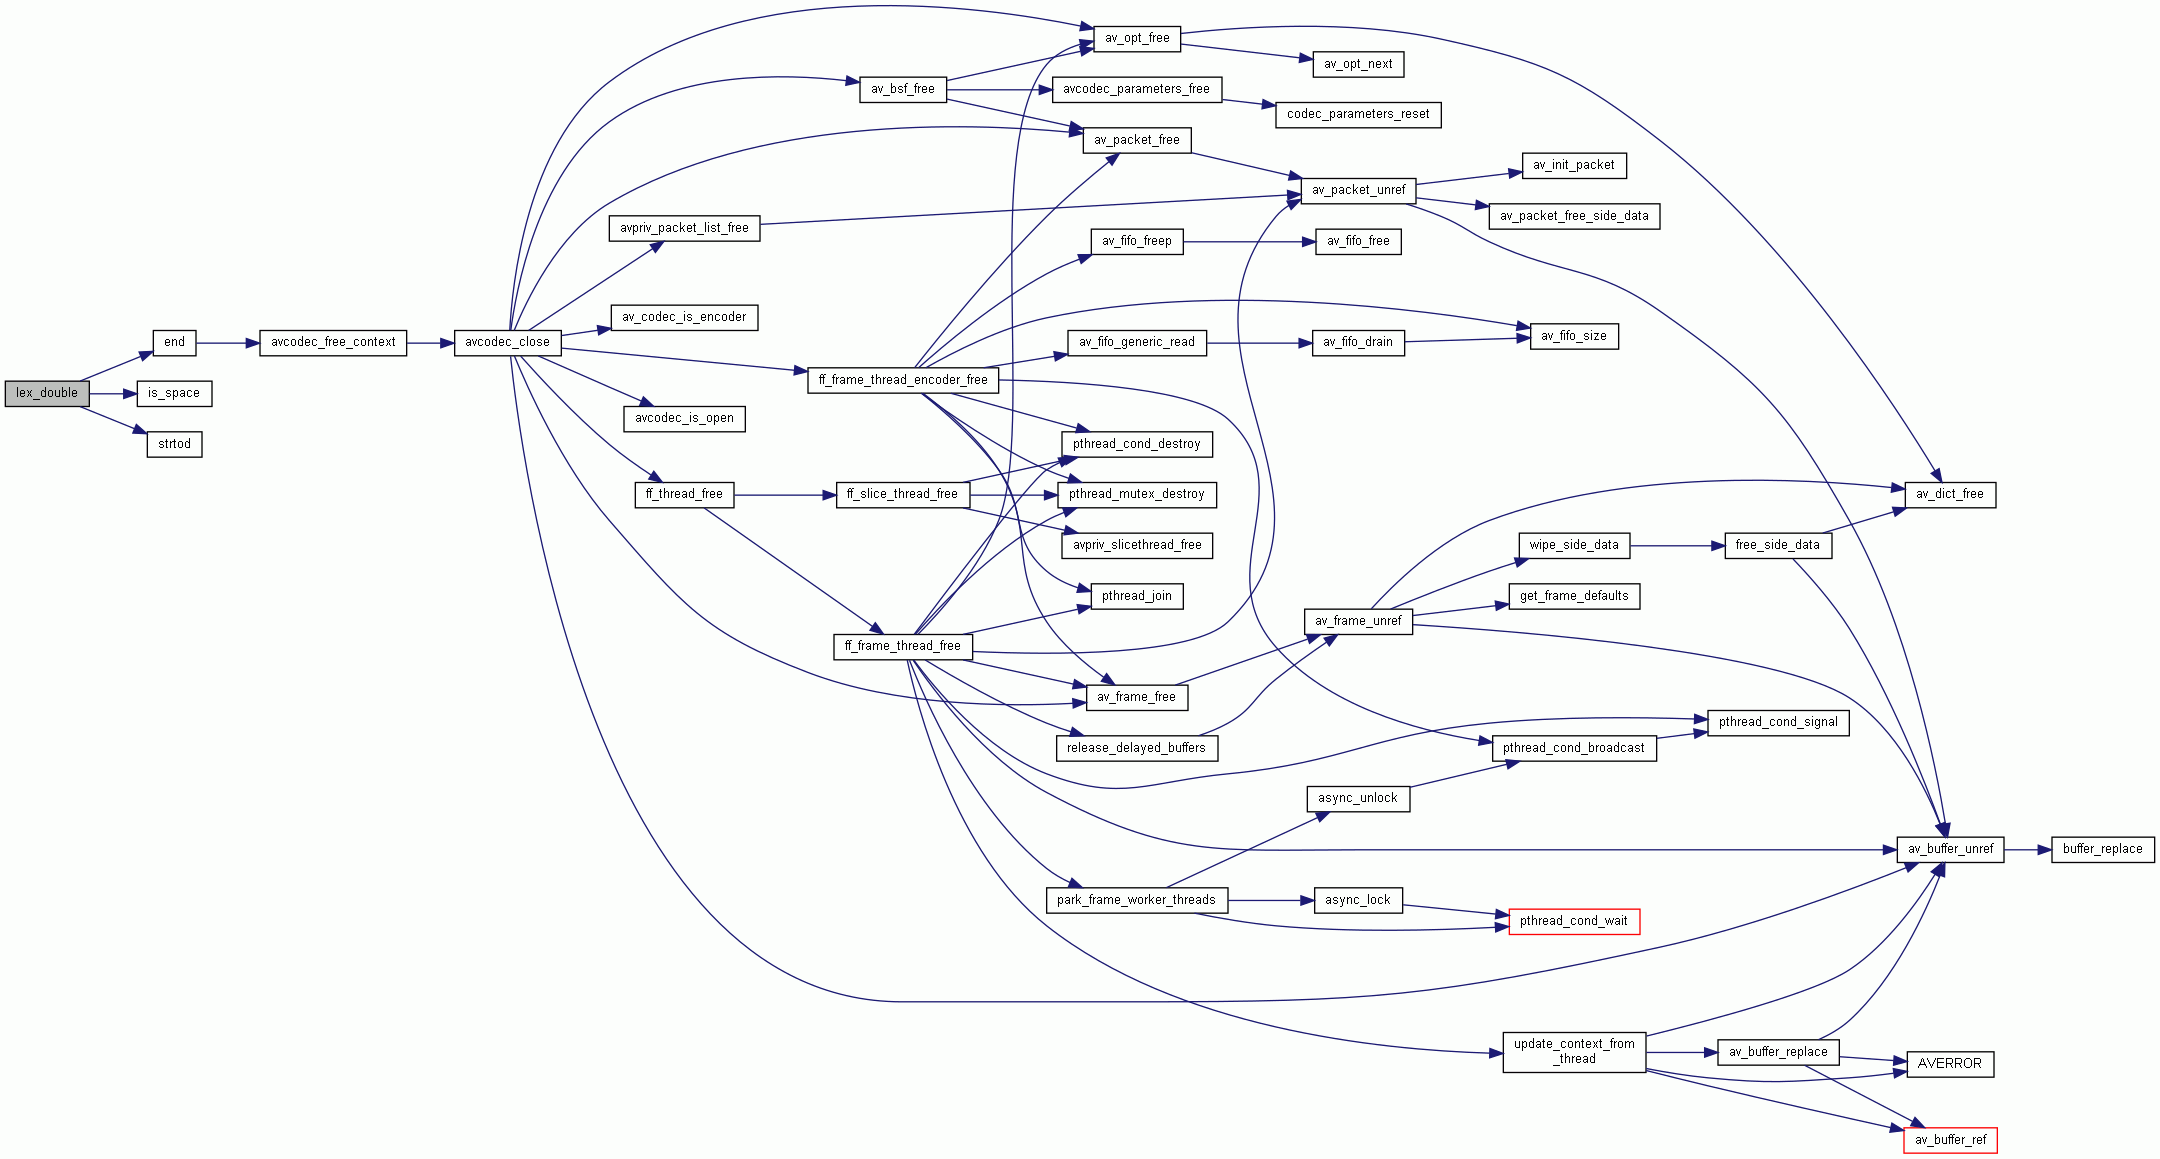 av_opt_free
av_opt_next
av_bsf_free
avcodec_parameters_free
codec_parameters_reset
av_packet_free
av_init_packet
av_packet_unref
av_packet_free_side_data
avpriv_packet_list_free
av_fifo_freep
av_fifo_free
av_codec_is_encoder
av_fifo_size
end
avcodec_free_context
avcodec_close
av_fifo_generic_read
av_fifo_drain
ff_frame_thread_encoder_free
lex_double
is_space
avcodec_is_open
strtod
pthread_cond_destroy
ff_thread_free
ff_slice_thread_free
pthread_mutex_destroy
av_dict_free
avpriv_slicethread_free
wipe_side_data
free_side_data
pthread_join
get_frame_defaults
av_frame_unref
ff_frame_thread_free
av_frame_free
pthread_cond_signal
release_delayed_buffers
pthread_cond_broadcast
async_unlock
av_buffer_unref
buffer_replace
park_frame_worker_threads
async_lock
pthread_cond_wait
update_context_from
_thread
av_buffer_replace
AVERROR
av_buffer_ref